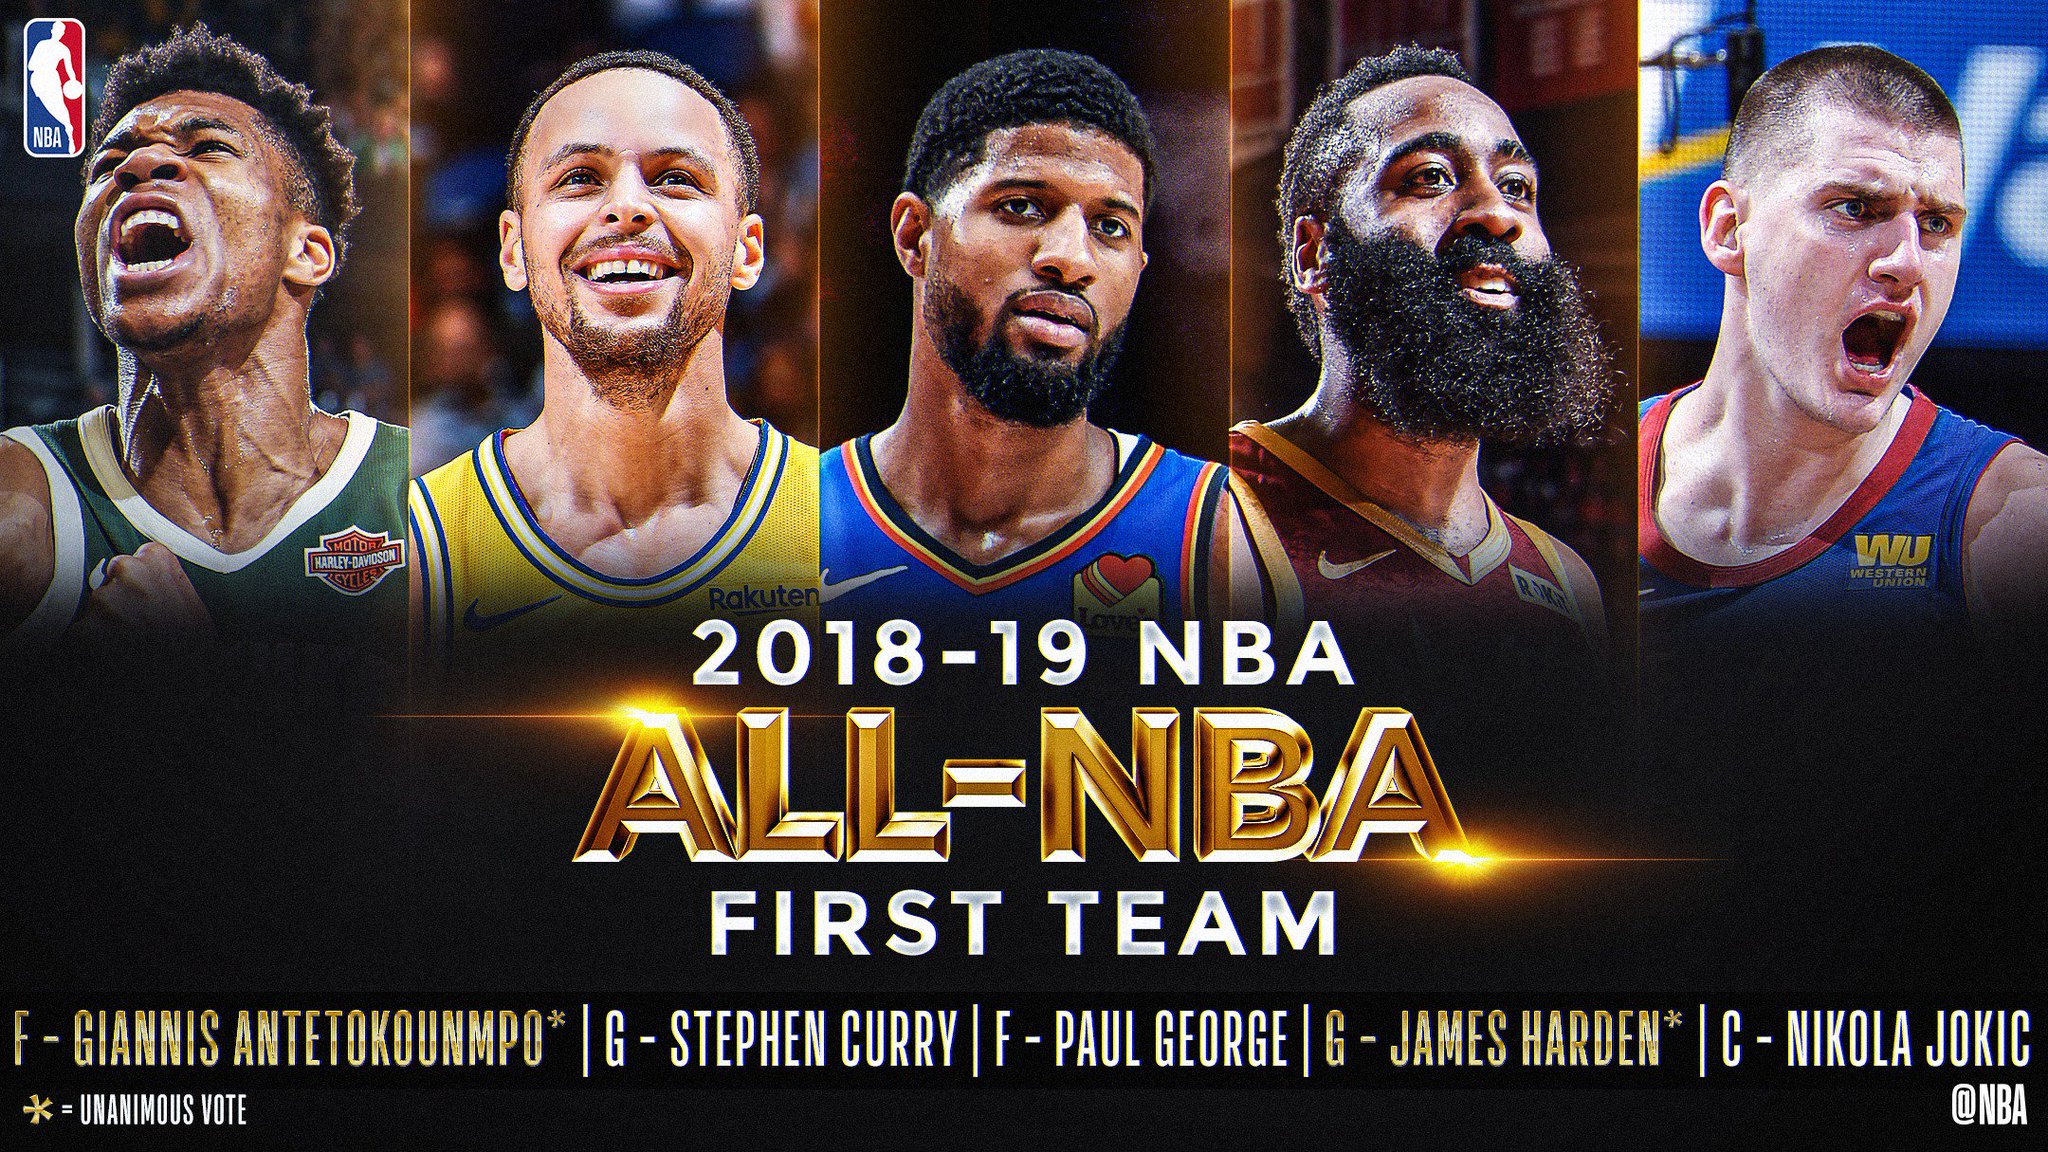 NBA
MOTOR
HARLEY-DAVIDSON
CYCLES
Rakuten
Love's
WU
WESTERN
UNION
2018-19 NBA
ALL-NBA
FIRST TEAM
F - GIANNIS ANTETOKOUNMPO* | G - STEPHEN CURRY | F - PAUL GEORGE | G - JAMES HARDEN* | C - NIKOLA JOKIC
* = UNANIMOUS VOTE
@NBA